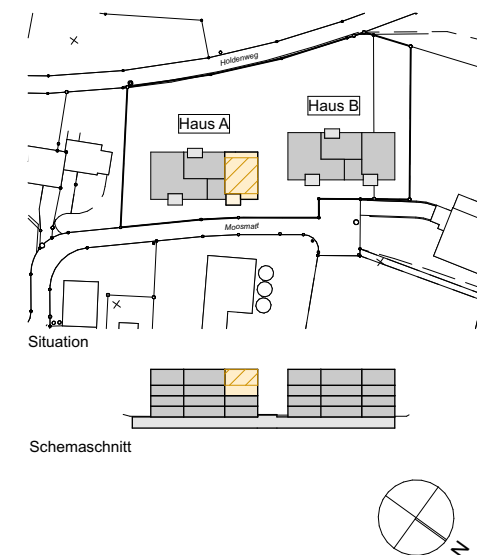 Holdenweg
Haus B
Haus A
Moosmatt
Situation
Schemaschnitt
N